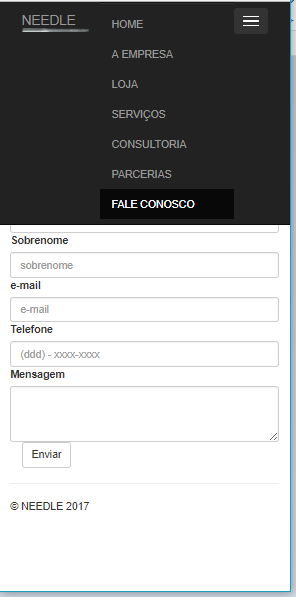 NEEDLE
HOME
A EMPRESA
LOJA
SERVIÇOS
CONSULTORIA
PARCERIAS
FALE CONOSCO
Sobrenome
sobrenome
e-mail
e-mail
Telefone
(ddd) - xxxx-xxxx
Mensagem
Enviar
© NEEDLE 2017